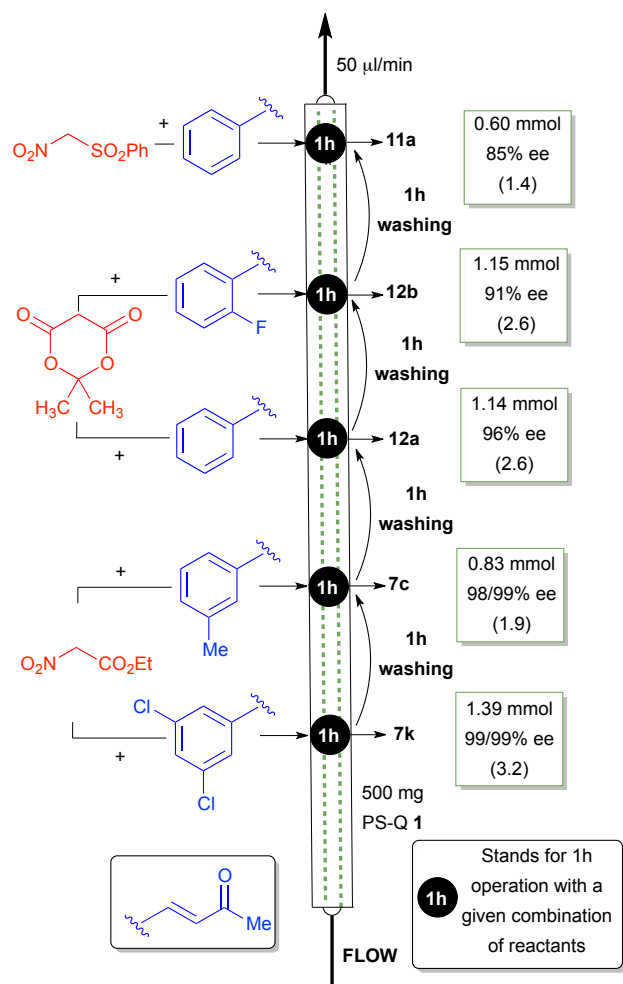 50 μl/min
+
O₂N
SO₂Ph
1h
11a
0.60 mmol
85% ee
(1.4)
1h
washing
+
F
1h
12b
1.15 mmol
91% ee
(2.6)
O
O
O
O
H₃C
CH₃
1h
washing
+
1h
12a
1.14 mmol
96% ee
(2.6)
1h
washing
+
Me
1h
7c
0.83 mmol
98/99% ee
(1.9)
O₂N
CO₂Et
1h
washing
+
Cl
Cl
1h
7k
1.39 mmol
99/99% ee
(3.2)
500 mg
PS-Q 1
O
Me
1h
Stands for 1h
operation with a
given combination
of reactants
FLOW